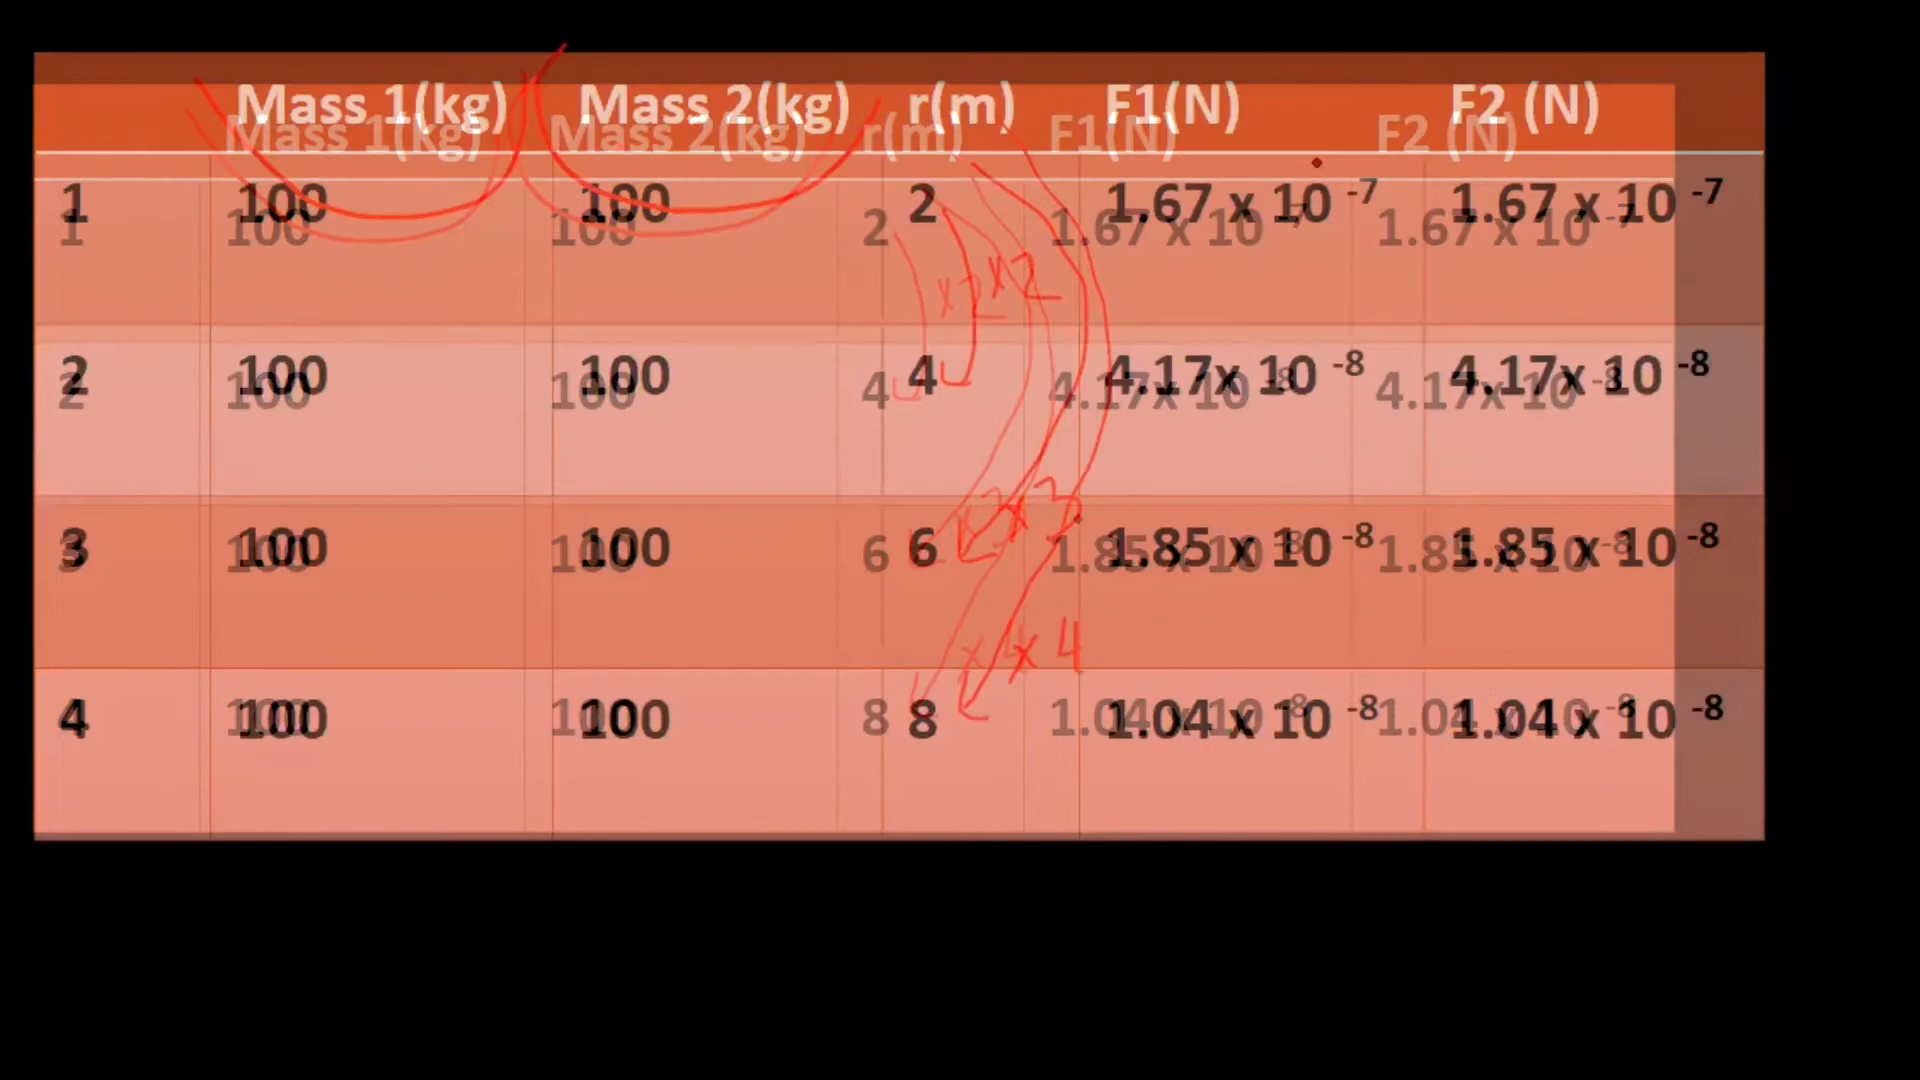 Mass 1(kg) Mass 2(kg) r(m) F1(N) F2 (N)
1 100 100 2 1.67 x 10 -7 1.67 x 10 -7
x2
4 4.17x 10 -8 4.17x 10 -8
2 100 100
x3
3 100 100 6 1.85 x 10 -8 1.85 x 10 -8
x4
4 100 100 8 1.04 x 10 -8 1.04 x 10 -8